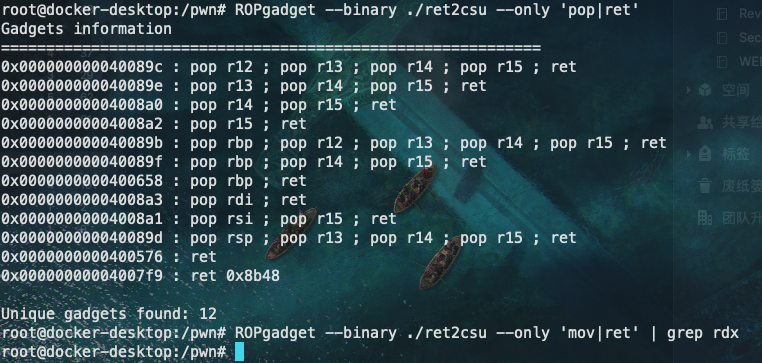 root@docker-desktop:/pwn# ROPgadget --binary ./ret2csu --only 'pop|ret'
Gadgets information
============================================================
0x000000000040089c : pop r12 ; pop r13 ; pop r14 ; pop r15 ; ret
0x000000000040089e : pop r13 ; pop r14 ; pop r15 ; ret
0x00000000004008a0 : pop r14 ; pop r15 ; ret
0x00000000004008a2 : pop r15 ; ret
0x000000000040089b : pop rbp ; pop r12 ; pop r13 ; pop r14 ; pop r15 ; ret
0x000000000040089f : pop rbp ; pop r14 ; pop r15 ; ret
0x0000000000400658 : pop rbp ; ret
0x00000000004008a3 : pop rdi ; ret
0x00000000004008a1 : pop rsi ; pop r15 ; ret
0x000000000040089d : pop rsp ; pop r13 ; pop r14 ; pop r15 ; ret
0x0000000000400576 : ret
0x00000000004007f9 : ret 0x8b48
Unique gadgets found: 12
root@docker-desktop:/pwn# ROPgadget --binary ./ret2csu --only 'mov|ret' | grep rdx
root@docker-desktop:/pwn#
Rev
Sec
WE
空间
共享给
标签
废纸篓
团队升